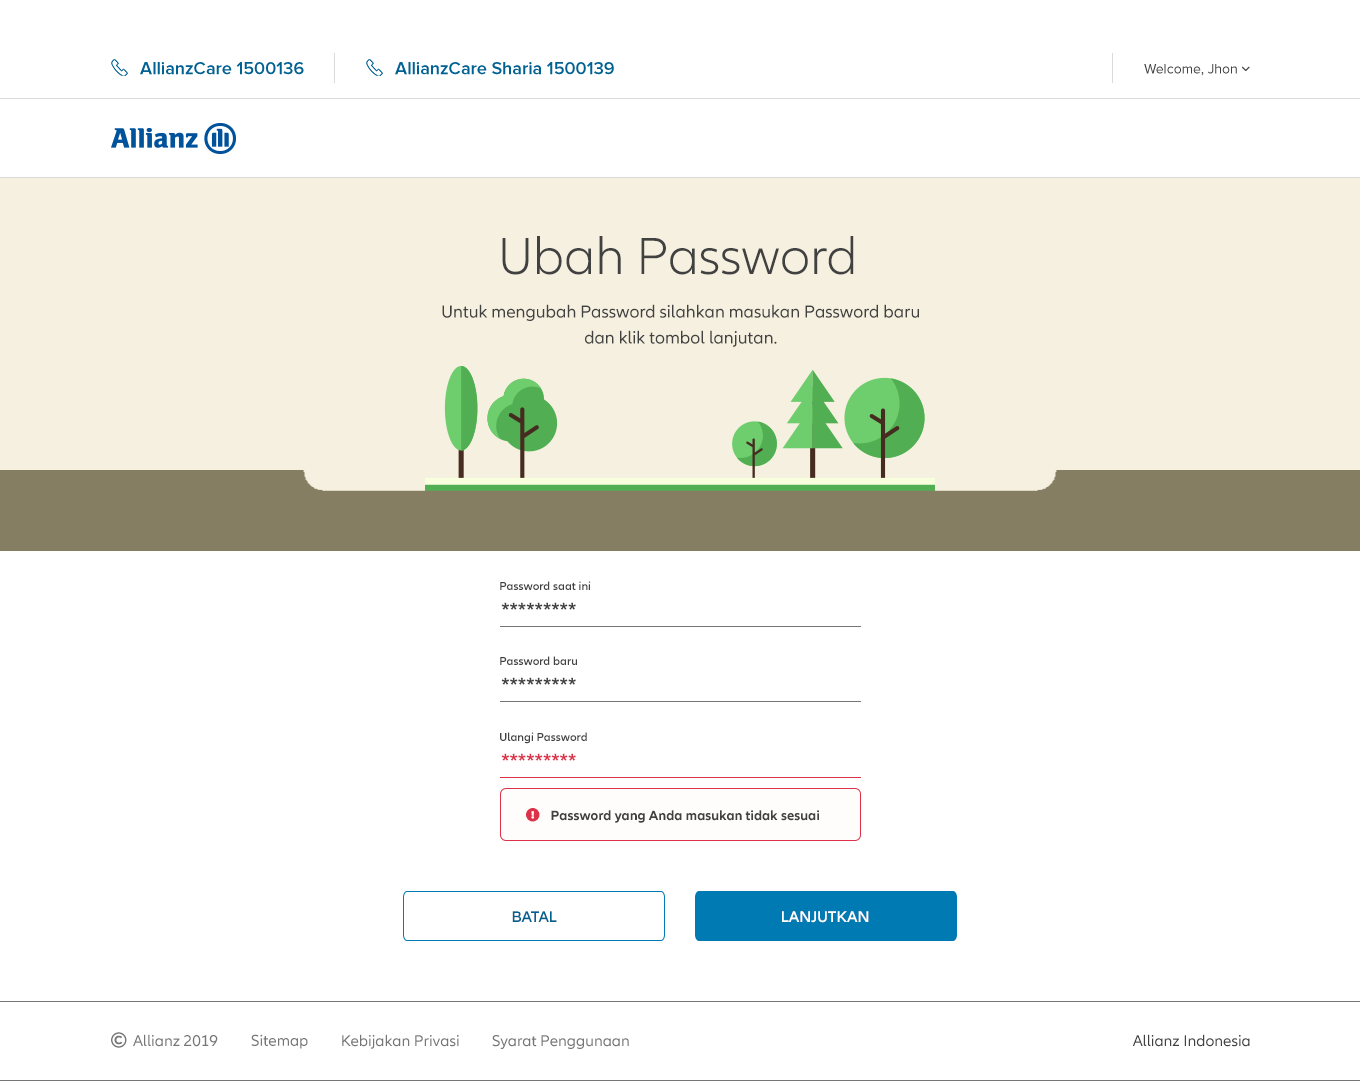 AllianzCare 1500136
AllianzCare Sharia 1500139
Welcome, Jhon
Allianz
Ubah Password
Untuk mengubah Password silahkan masukan Password baru
dan klik tombol lanjutan.
Password saat ini
*********
Password baru
*********
Ulangi Password
*********
Password yang Anda masukan tidak sesuai
BATAL
LANJUTKAN
© Allianz 2019
Sitemap
Kebijakan Privasi
Syarat Penggunaan
Allianz Indonesia